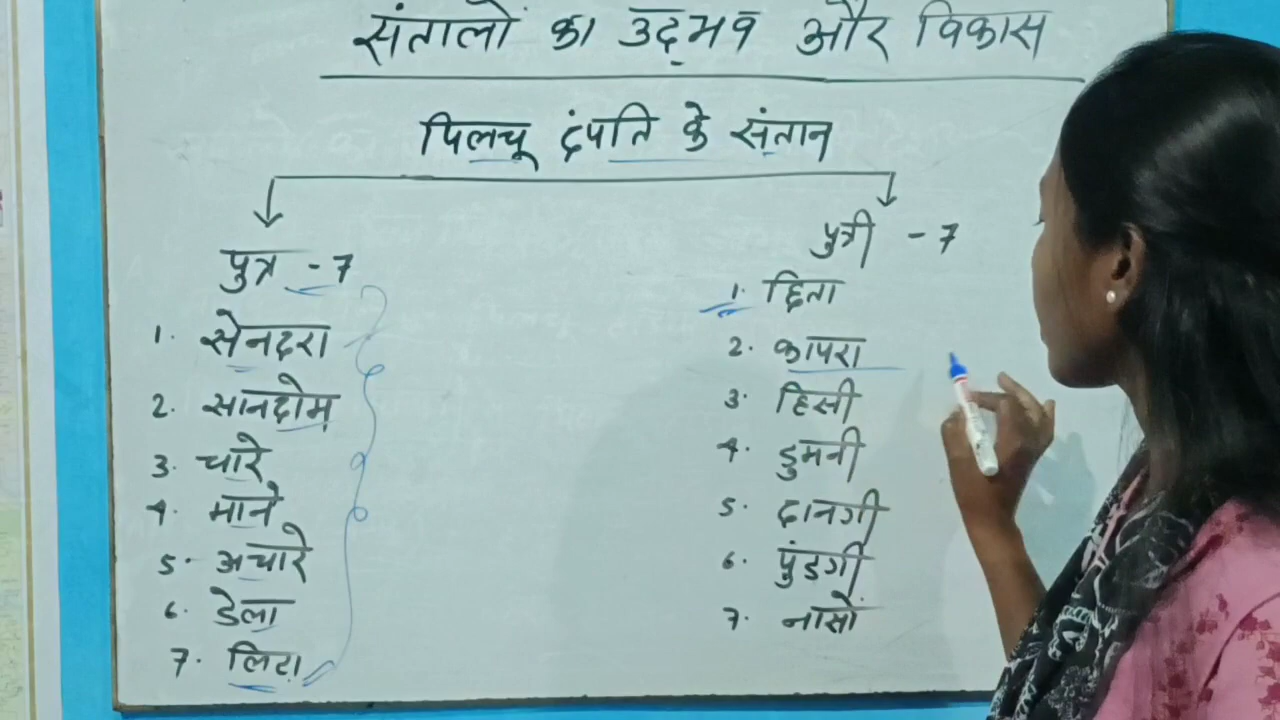 संतालों का उद्भव और विकास
पिलचू दंपति के संतान
पुत्र - 7
1. सेनदरा
2. सानदोम
3. चारे
4. माने
5. अचारे
6. डेला
7. लिटा
पुत्री - 7
1. छिता
2. कापरा
3. हिसी
4. डुमनी
5. दानगी
6. पुंडगी
7. नासों